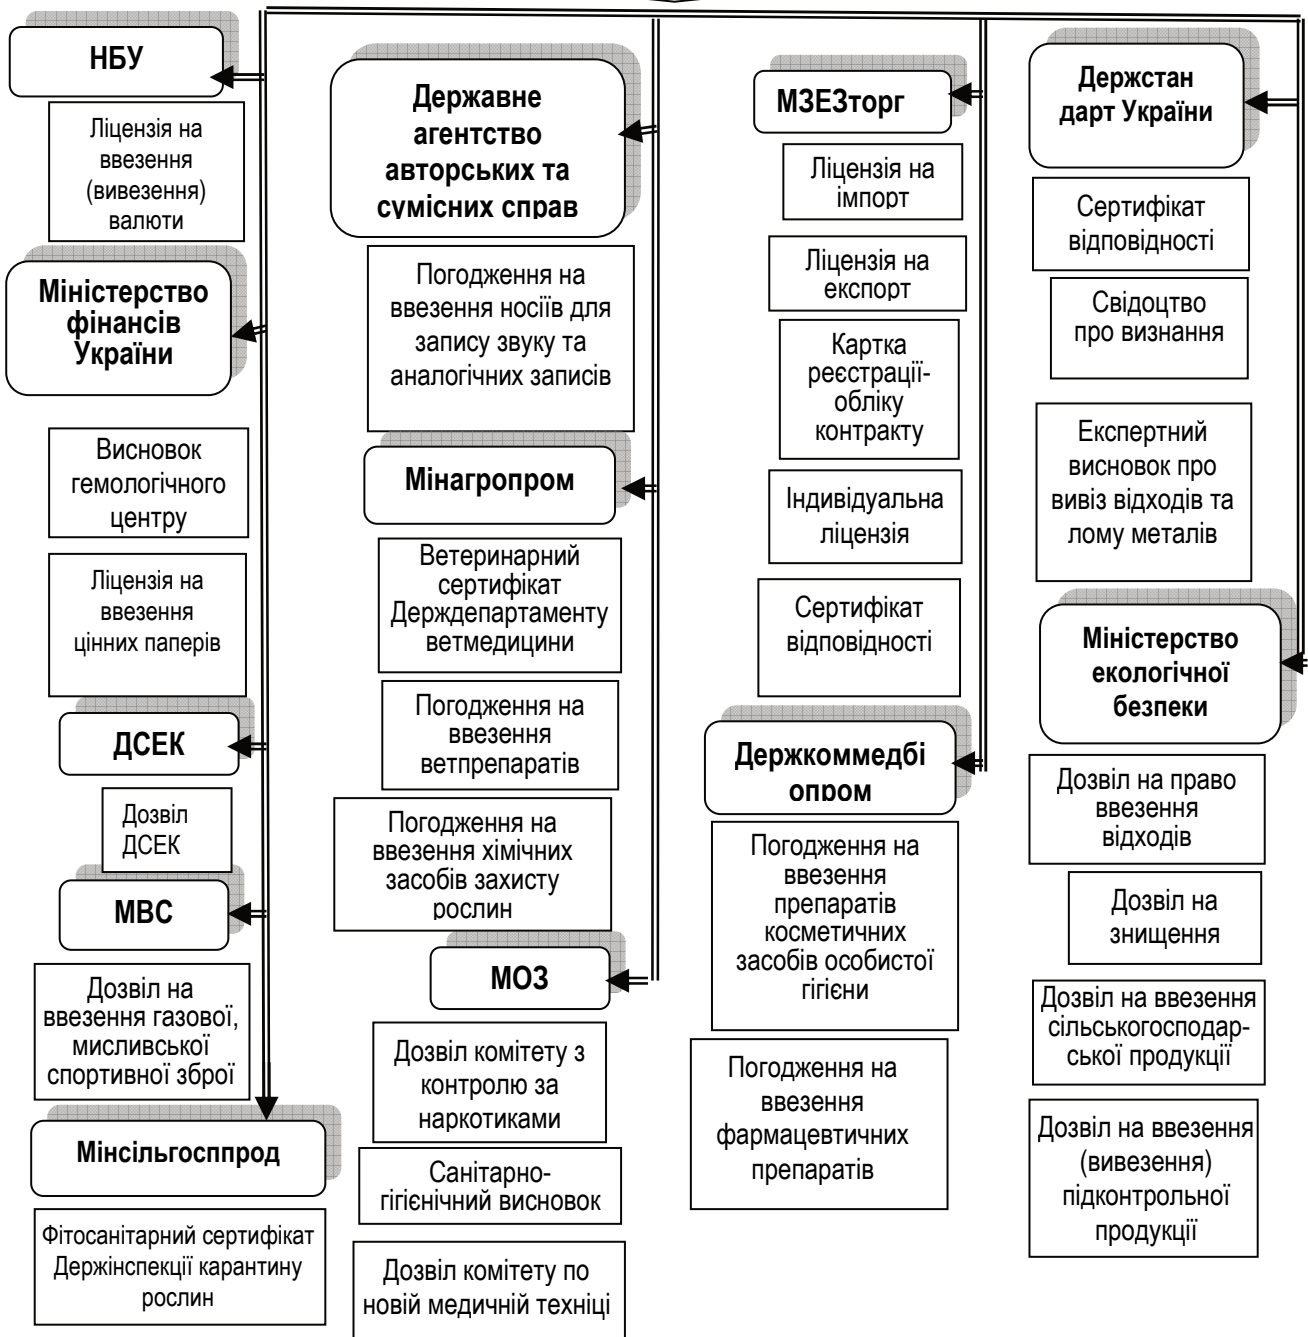 НБУ
Ліцензія на
ввезення
(вивезення)
валюти
Міністерство
фінансів
України
Висновок
гемологічного
центру
Ліцензія на
ввезення
цінних паперів
ДСЕК
Дозвіл
ДСЕК
МВС
Дозвіл на
ввезення газової,
мисливської
спортивної зброї
Мінсільгосппрод
Фітосанітарний сертифікат
Держінспекції карантину
рослин
Державне
агентство
авторських та
сумісних справ
Погодження на
ввезення носіїв для
запису звуку та
аналогічних записів
Мінагропром
Ветеринарний
сертифікат
Держдепартаменту
ветмедицини
Погодження на
ввезення
ветпрепаратів
Погодження на
ввезення хімічних
засобів захисту
рослин
МОЗ
Дозвіл комітету з
контролю за
наркотиками
Санітарно-
гігієнічний висновок
Дозвіл комітету по
новій медичній техніці
МЗЕЗторг
Ліцензія на
імпорт
Ліцензія на
експорт
Картка
реєстрації-
обліку
контракту
Індивідуальна
ліцензія
Сертифікат
відповідності
Держкоммедбі
опром
Погодження на
ввезення
препаратів
косметичних
засобів особистої
гігієни
Погодження на
ввезення
фармацевтичних
препаратів
Держстан
дарт України
Сертифікат
відповідності
Свідоцтво
про визнання
Експертний
висновок про
вивіз відходів та
лому металів
Міністерство
екологічної
безпеки
Дозвіл на право
ввезення
відходів
Дозвіл на
знищення
Дозвіл на ввезення
сільськогосподар-
ської продукції
Дозвіл на ввезення
(вивезення)
підконтрольної
продукції